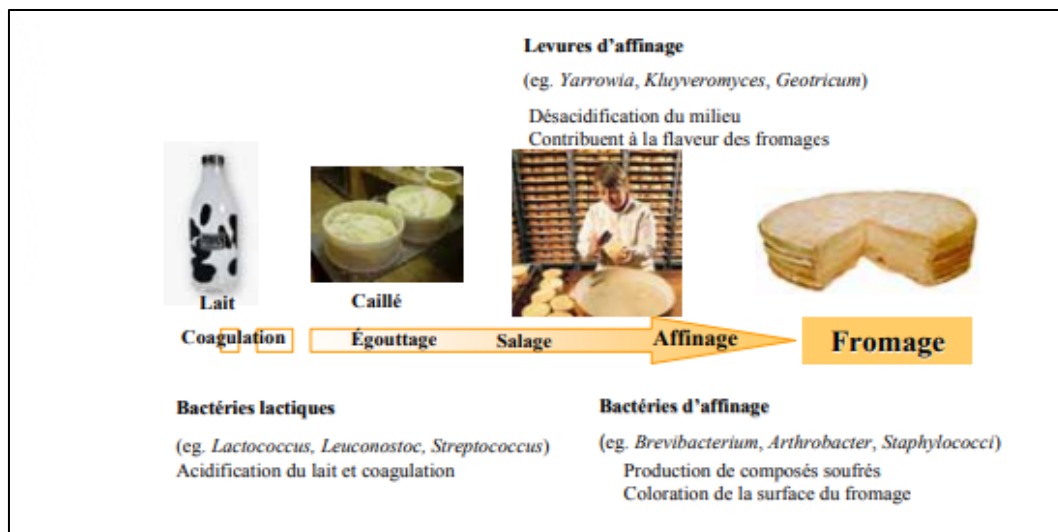 Levures d'affinage
(eg. Yarrowia, Kluyveromyces, Geotricum)
Désacidification du milieu
Contribuent à la flaveur des fromages
Lait
Caillé
Coagulation
Égouttage
Salage
Affinage
Fromage
Bactéries lactiques
(eg. Lactococcus, Leuconostoc, Streptococcus)
Acidification du lait et coagulation
Bactéries d'affinage
(eg. Brevibacterium, Arthrobacter, Staphylococci)
Production de composés soufrés
Coloration de la surface du fromage